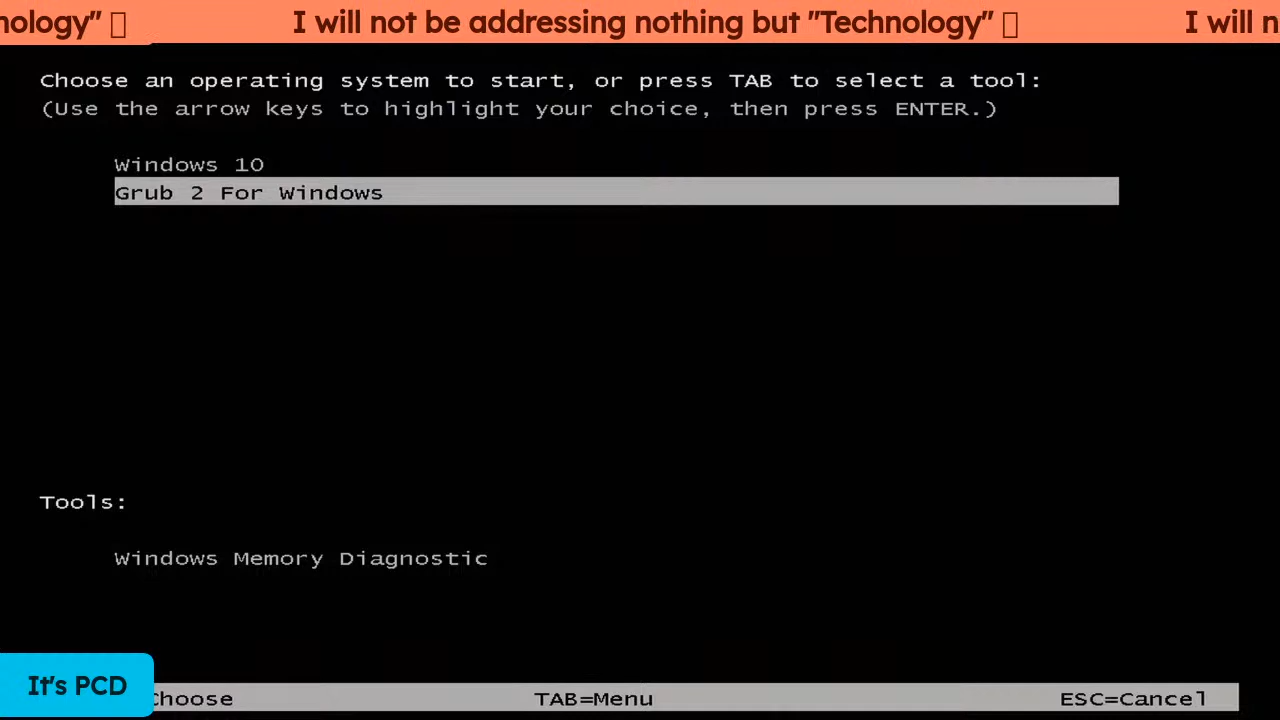 nology" I will not be addressing nothing but "Technology" I will n
Choose an operating system to start, or press TAB to select a tool:
(Use the arrow keys to highlight your choice, then press ENTER.)
Windows 10
Grub 2 For Windows
Tools:
Windows Memory Diagnostic
It's PCD
Choose TAB=Menu ESC=Cancel